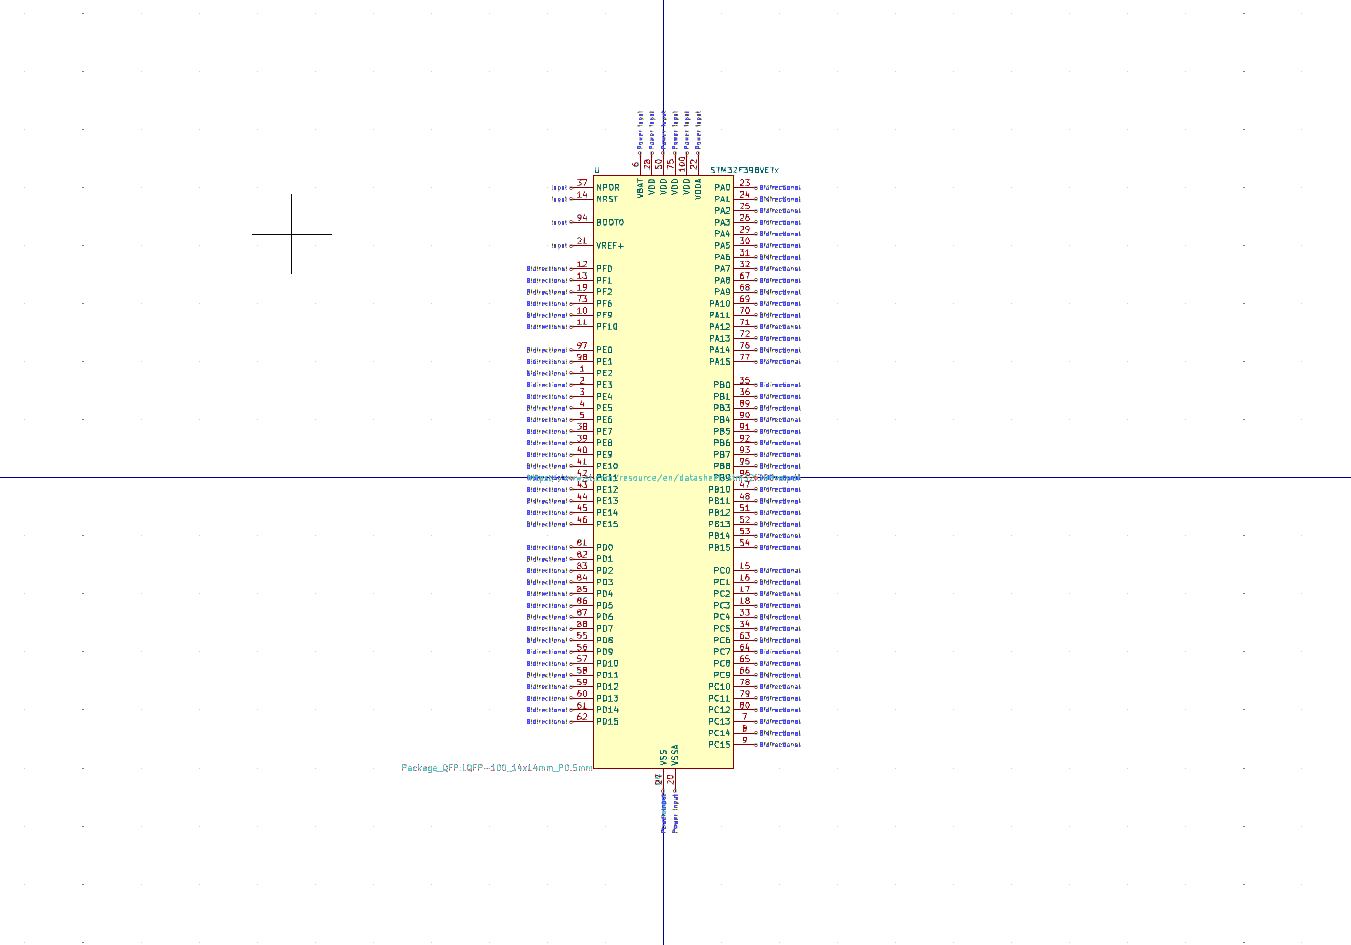 Power Input Power Input Power Input Power Input Power Input Power Input
6 28 50 75 100 22
U STM32F398VETx
VBAT VDD VDD VDD VDD VDDA
Input 37 NPOR PA0 23 Bidirectional
Input 14 NRST PA1 24 Bidirectional
PA2 25 Bidirectional
Input 94 BOOT0 PA3 26 Bidirectional
PA4 29 Bidirectional
Input 21 VREF+ PA5 30 Bidirectional
PA6 31 Bidirectional
Bidirectional 12 PF0 PA7 32 Bidirectional
Bidirectional 13 PF1 PA8 67 Bidirectional
Bidirectional 19 PF2 PA9 68 Bidirectional
Bidirectional 73 PF6 PA10 69 Bidirectional
Bidirectional 10 PF9 PA11 70 Bidirectional
Bidirectional 11 PF10 PA12 71 Bidirectional
PA13 72 Bidirectional
Bidirectional 97 PE0 PA14 76 Bidirectional
Bidirectional 98 PE1 PA15 77 Bidirectional
Bidirectional 1 PE2
Bidirectional 2 PE3 PB0 35 Bidirectional
Bidirectional 3 PE4 PB1 36 Bidirectional
Bidirectional 4 PE5 PB3 89 Bidirectional
Bidirectional 5 PE6 PB4 90 Bidirectional
Bidirectional 38 PE7 PB5 91 Bidirectional
Bidirectional 39 PE8 PB6 92 Bidirectional
Bidirectional 40 PE9 PB7 93 Bidirectional
Bidirectional 41 PE10 PB8 95 Bidirectional
42 PE11 /resource/en/datashee PB9 96
Bidirectional 43 PE12 PB10 47 Bidirectional
Bidirectional 44 PE13 PB11 48 Bidirectional
Bidirectional 45 PE14 PB12 51 Bidirectional
Bidirectional 46 PE15 PB13 52 Bidirectional
PB14 53 Bidirectional
Bidirectional 81 PD0 PB15 54 Bidirectional
Bidirectional 82 PD1
Bidirectional 83 PD2 PC0 15 Bidirectional
Bidirectional 84 PD3 PC1 16 Bidirectional
Bidirectional 85 PD4 PC2 17 Bidirectional
Bidirectional 86 PD5 PC3 18 Bidirectional
Bidirectional 87 PD6 PC4 33 Bidirectional
Bidirectional 88 PD7 PC5 34 Bidirectional
Bidirectional 55 PD8 PC6 63 Bidirectional
Bidirectional 56 PD9 PC7 64 Bidirectional
Bidirectional 57 PD10 PC8 65 Bidirectional
Bidirectional 58 PD11 PC9 66 Bidirectional
Bidirectional 59 PD12 PC10 78 Bidirectional
Bidirectional 60 PD13 PC11 79 Bidirectional
Bidirectional 61 PD14 PC12 80 Bidirectional
Bidirectional 62 PD15 PC13 7 Bidirectional
PC14 8 Bidirectional
PC15 9 Bidirectional
VSS VSSA
Package_QFP:LQFP-100_14x14mm_P0.5mm
20
Power Input